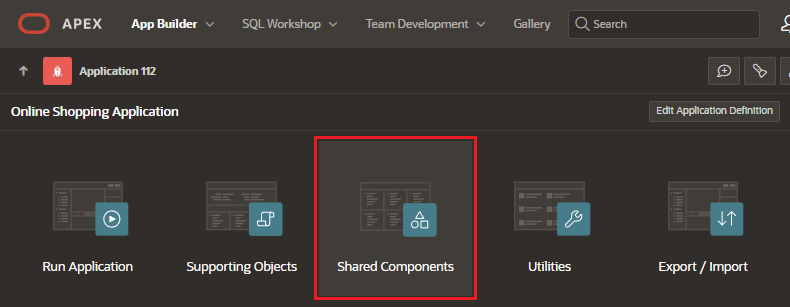 APEX App Builder SQL Workshop Team Development Gallery Search
Application 112
Online Shopping Application Edit Application Definition
Run Application Supporting Objects Shared Components Utilities Export / Import